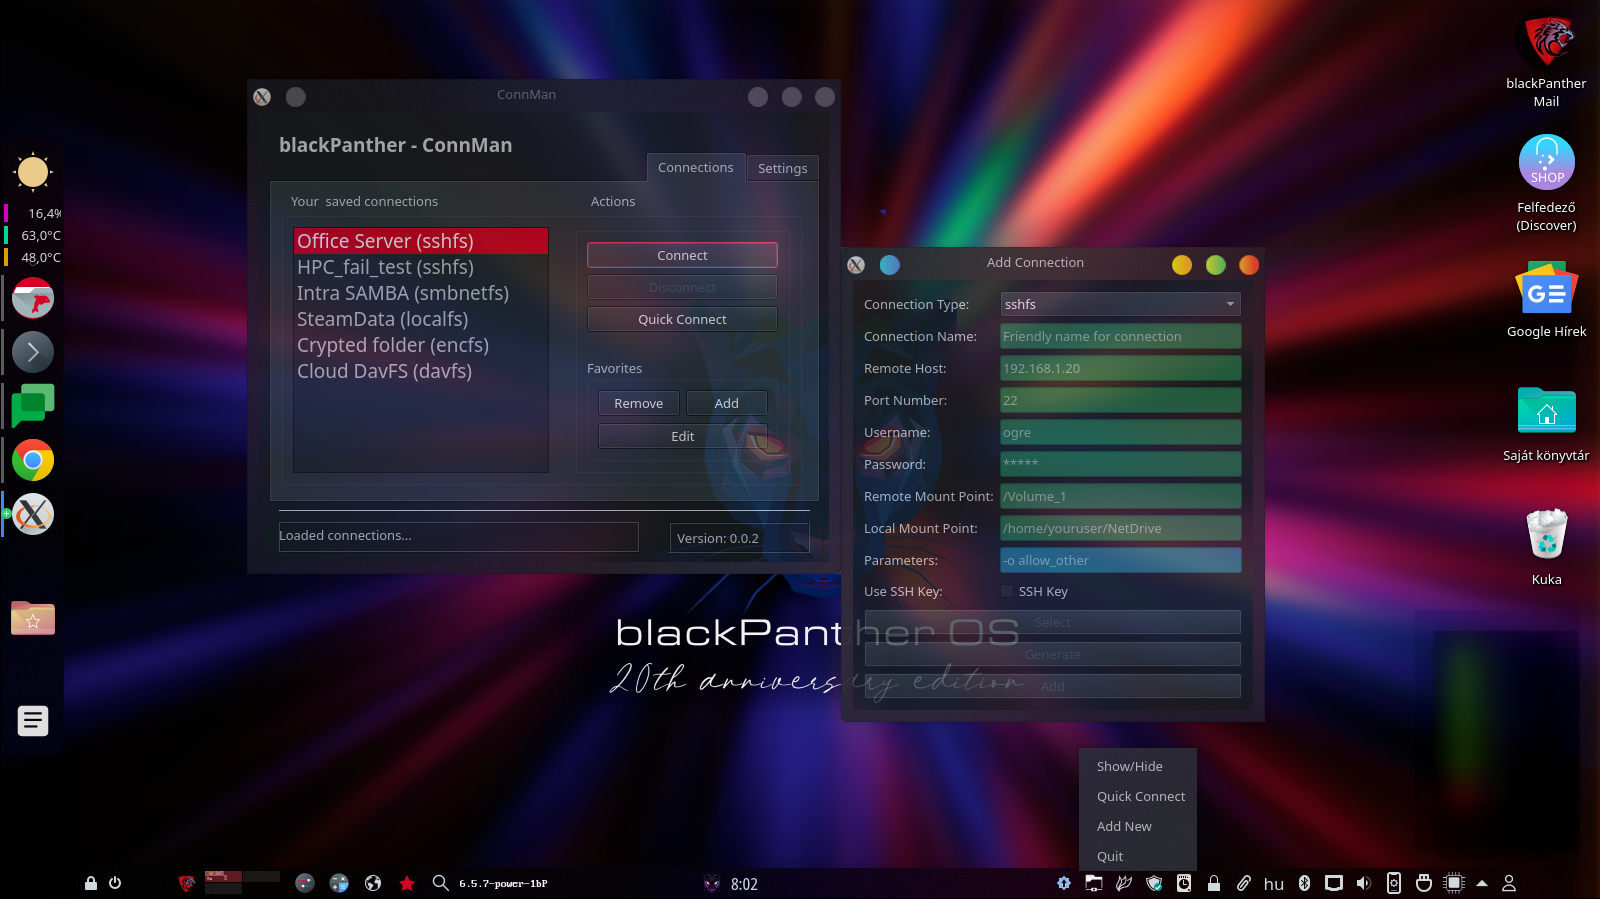 ConnMan
blackPanther - ConnMan
Connections
Settings
Your saved connections
Actions
Office Server (sshfs)
HPC_fail_test (sshfs)
Intra SAMBA (smbnetfs)
SteamData (localfs)
Crypted folder (encfs)
Cloud DavFS (davfs)
Connect
Disconnect
Quick Connect
Favorites
Remove
Add
Edit
Loaded connections...
Version: 0.0.2
Add Connection
Connection Type:
sshfs
Connection Name:
Friendly name for connection
Remote Host:
192.168.1.20
Port Number:
22
Username:
ogre
Password:
*****
Remote Mount Point:
/Volume_1
Local Mount Point:
/home/youruser/NetDrive
Parameters:
-o allow_other
Use SSH Key:
SSH Key
Select
Generate
Add
blackPanther OS
20th anniversary edition
16,4%
63,0°C
48,0°C
blackPanther
Mail
SHOP
Felfedező
(Discover)
Google Hírek
Saját könyvtár
Kuka
Show/Hide
Quick Connect
Add New
Quit
6.5.7-power-1bP
8:02
hu